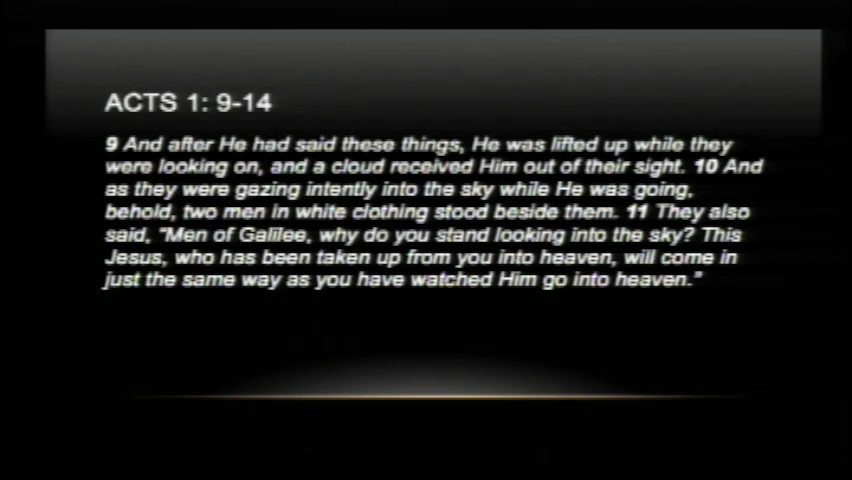 ACTS 1: 9-14
9 And after He had said these things, He was lifted up while they
were looking on, and a cloud received Him out of their sight. 10 And
as they were gazing intently into the sky while He was going,
behold, two men in white clothing stood beside them. 11 They also
said, "Men of Galilee, why do you stand looking into the sky? This
Jesus, who has been taken up from you into heaven, will come in
just the same way as you have watched Him go into heaven."